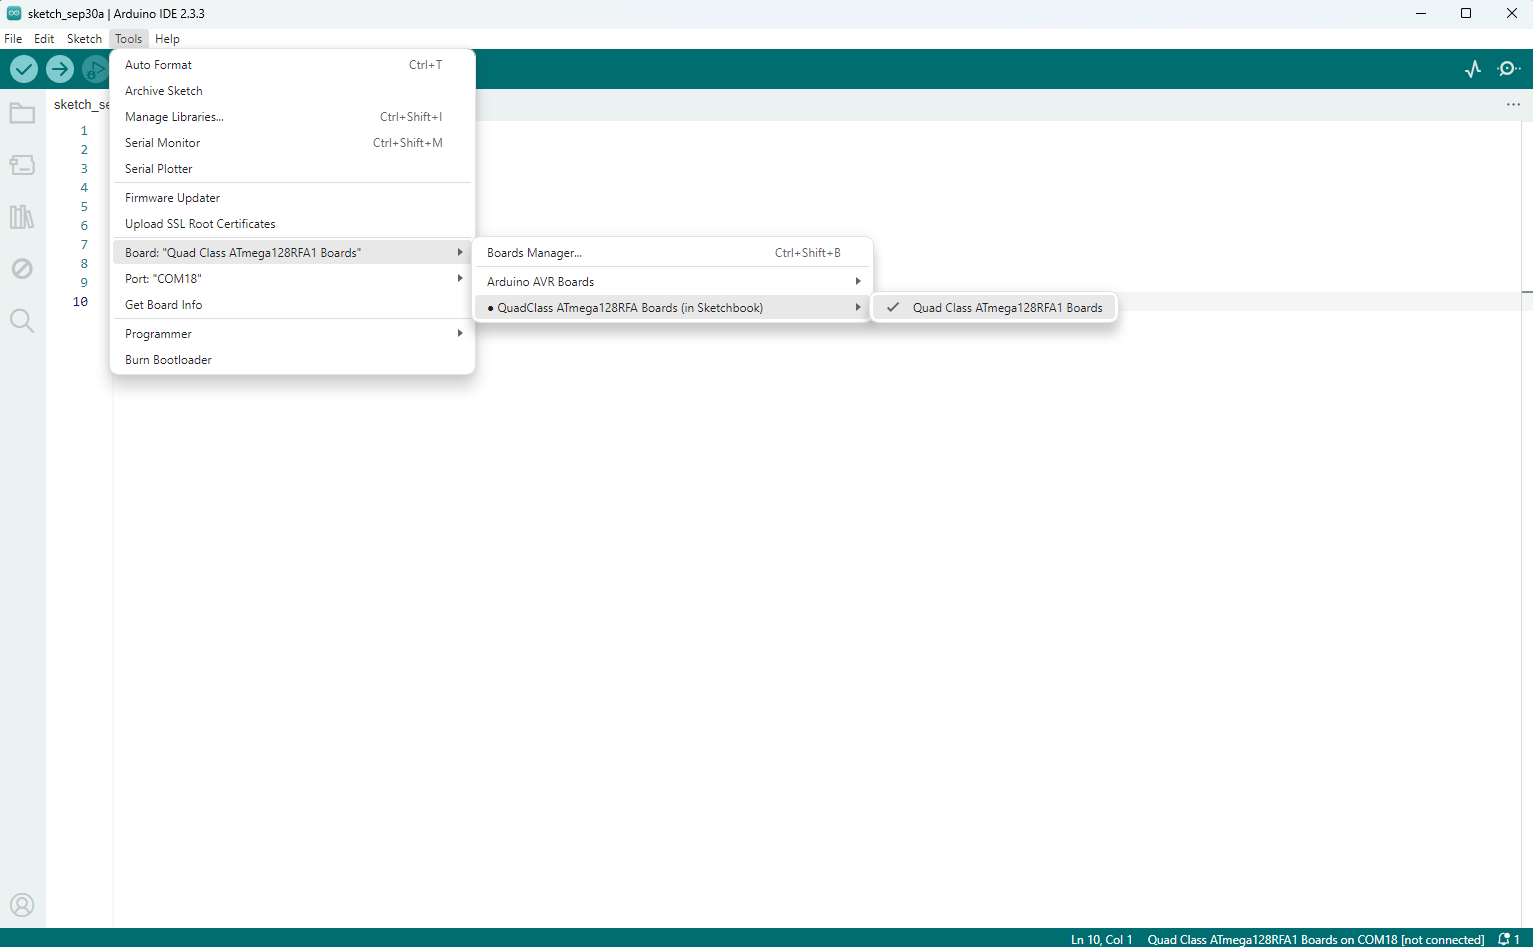 sketch_sep30a | Arduino IDE 2.3.3
File Edit Sketch Tools Help
sketch_se
1
2
3
4
5
6
7
8
9
10
Auto Format Ctrl+T
Archive Sketch
Manage Libraries... Ctrl+Shift+I
Serial Monitor Ctrl+Shift+M
Serial Plotter
Firmware Updater
Upload SSL Root Certificates
Board: "Quad Class ATmega128RFA1 Boards"
Port: "COM18"
Get Board Info
Programmer
Burn Bootloader
Boards Manager... Ctrl+Shift+B
Arduino AVR Boards
● QuadClass ATmega128RFA Boards (in Sketchbook)
Quad Class ATmega128RFA1 Boards
Ln 10, Col 1 Quad Class ATmega128RFA1 Boards on COM18 [not connected] 1